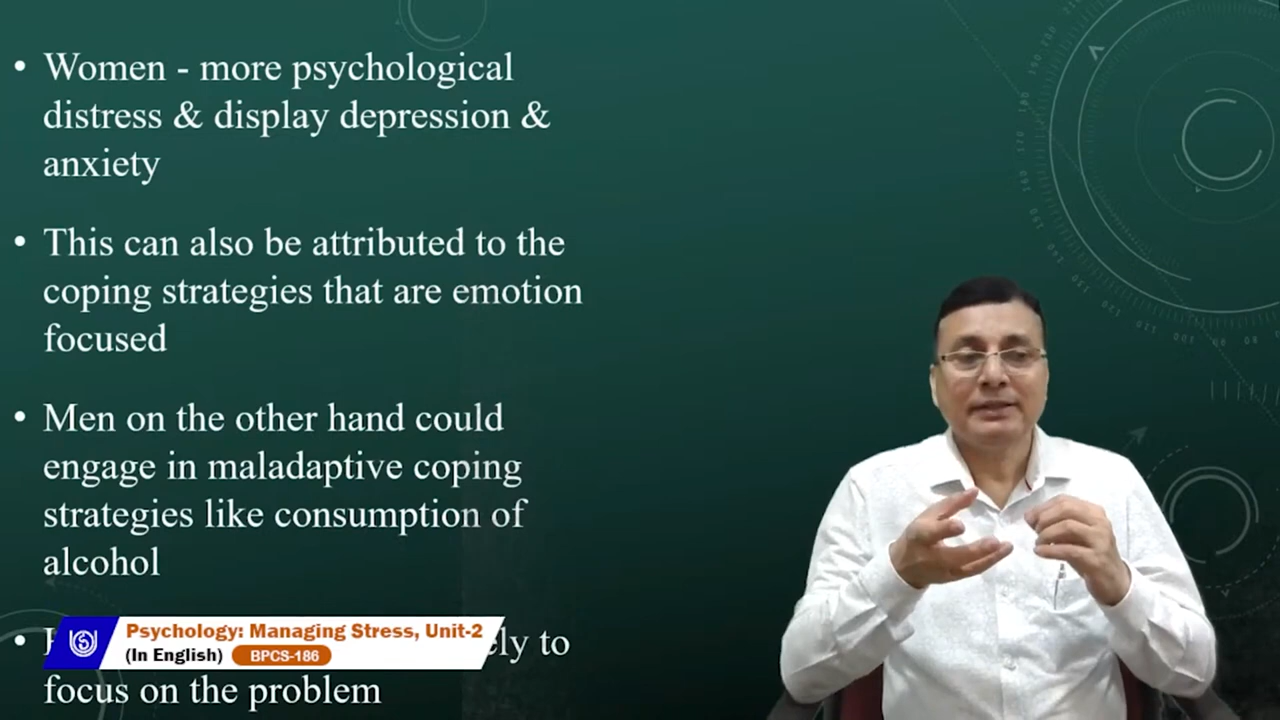 • Women - more psychological
distress & display depression &
anxiety
• This can also be attributed to the
coping strategies that are emotion
focused
• Men on the other hand could
engage in maladaptive coping
strategies like consumption of
alcohol
• to
focus on the problem
Psychology: Managing Stress, Unit-2
(In English) BPCS-186